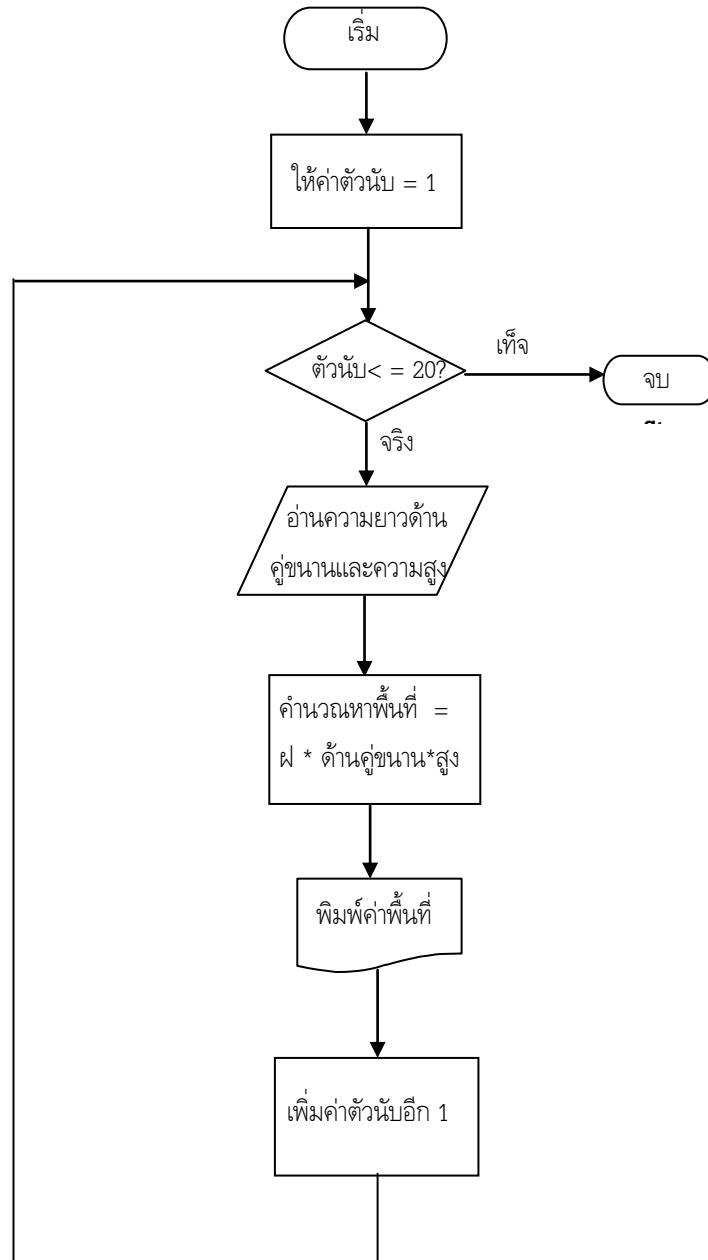 เริ่ม
ให้ค่าตัวนับ = 1
ตัวนับ< = 20?
เท็จ
จบ
จริง
อ่านความยาวด้าน
คู่ขนานและความสูง
คำนวณหาพื้นที่ =
ฝ * ด้านคู่ขนาน*สูง
พิมพ์ค่าพื้นที่
เพิ่มค่าตัวนับอีก 1